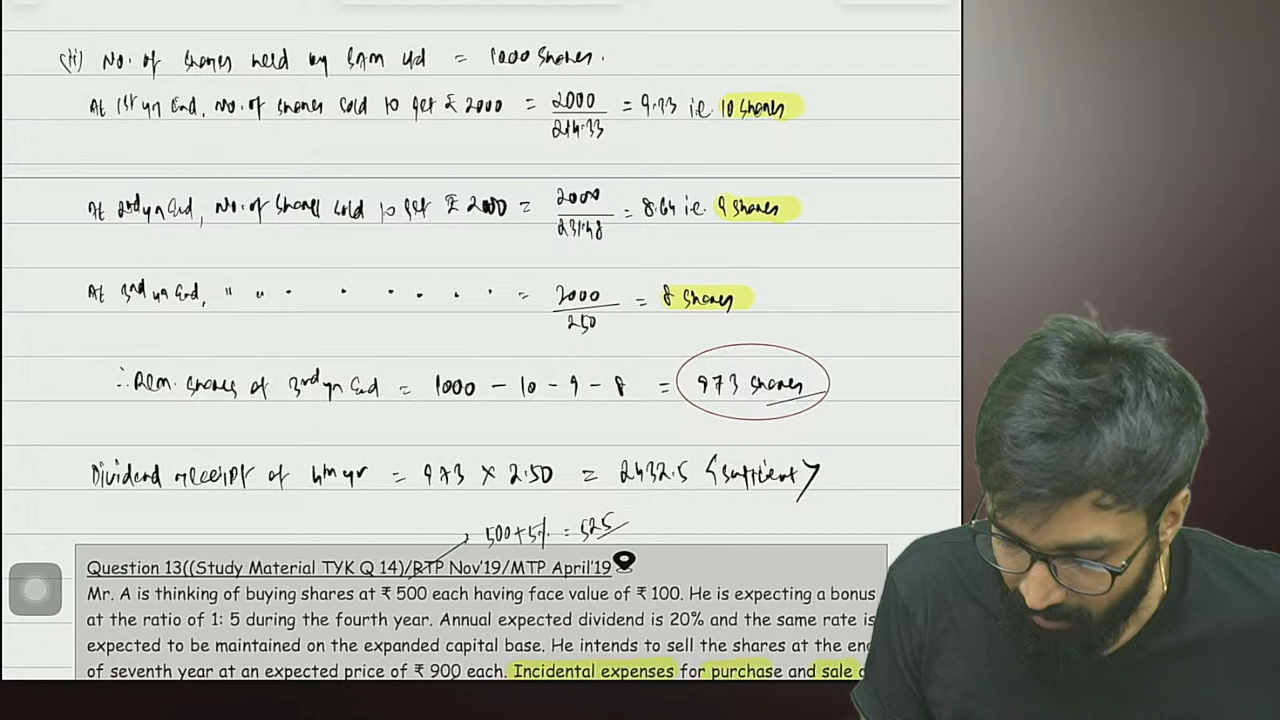 (ii) No. of shares held by SAM Ltd = 1000 shares.
At 1st yr End, No. of shares sold to get ₹ 2000 = 2000 / 214.33 = 9.33 i.e. 10 shares
At 2nd yr End, No. of shares sold to get ₹ 2000 = 2000 / 231.48 = 8.64 i.e. 9 shares
At 3rd yr End, " " = 2000 / 250 = 8 shares
∴ Rem. shares at 3rd yr End = 1000 - 10 - 9 - 8 = 973 shares
Dividend receipt at 4th yr = 973 × 2.50 = 2432.5 {sufficient}
500+5% = 525
Question 13((Study Material TYK Q 14)/RTP Nov'19/MTP April'19
Mr. A is thinking of buying shares at ₹ 500 each having face value of ₹ 100. He is expecting a bonus
at the ratio of 1: 5 during the fourth year. Annual expected dividend is 20% and the same rate is
expected to be maintained on the expanded capital base. He intends to sell the shares at the end
of seventh year at an expected price of ₹ 900 each. Incidental expenses for purchase and sale